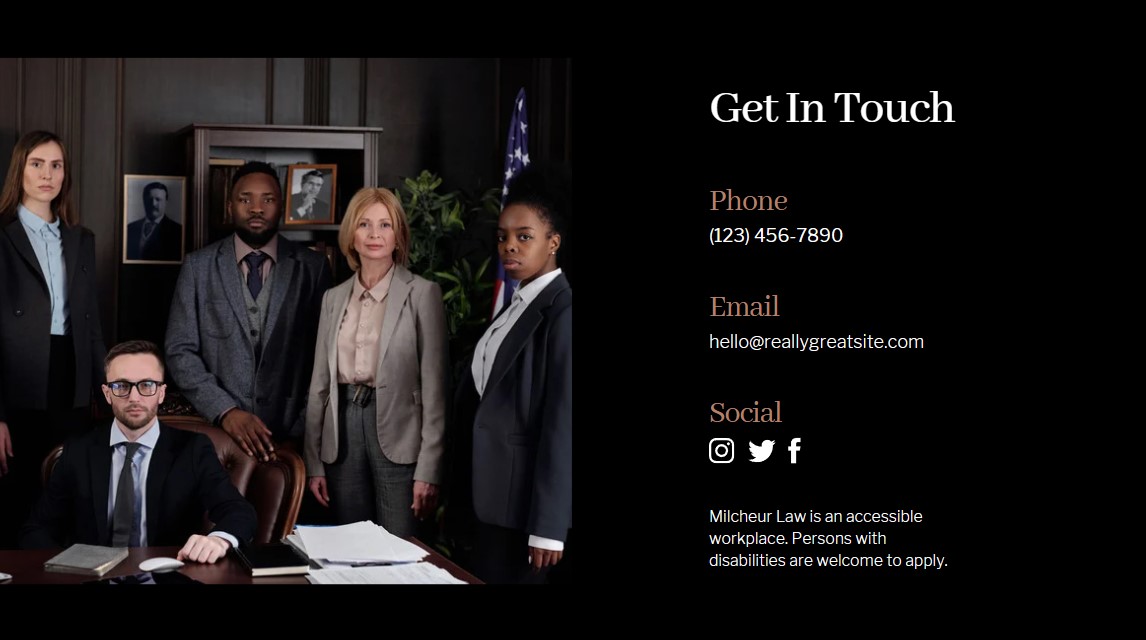 Get In Touch
Phone
(123) 456-7890
Email
hello@reallygreatsite.com
Social
Milcheur Law is an accessible
workplace. Persons with
disabilities are welcome to apply.